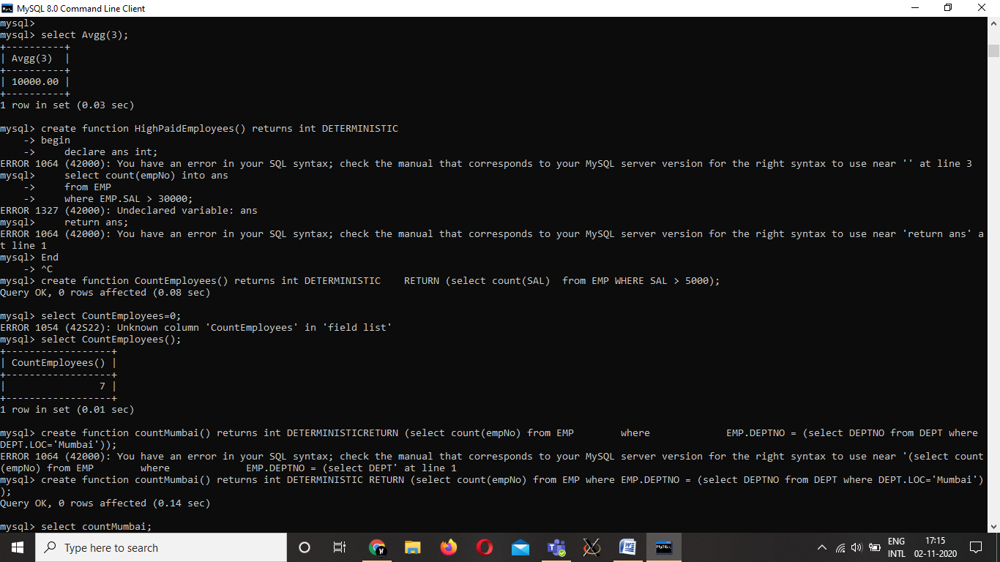 MySQL 8.0 Command Line Client
mysql>
mysql> select Avgg(3);
+----------+
| Avgg(3)  |
+----------+
| 10000.00 |
+----------+
1 row in set (0.03 sec)

mysql> create function HighPaidEmployees() returns int DETERMINISTIC
    -> begin
    ->     declare ans int;
ERROR 1064 (42000): You have an error in your SQL syntax; check the manual that corresponds to your MySQL server version for the right syntax to use near '' at line 3
mysql>     select count(empNo) into ans
    ->     from EMP
    ->     where EMP.SAL > 30000;
ERROR 1327 (42000): Undeclared variable: ans
mysql>     return ans;
ERROR 1064 (42000): You have an error in your SQL syntax; check the manual that corresponds to your MySQL server version for the right syntax to use near 'return ans' a
t line 1
mysql> End
    -> ^C
mysql> create function CountEmployees() returns int DETERMINISTIC    RETURN (select count(SAL)  from EMP WHERE SAL > 5000);
Query OK, 0 rows affected (0.08 sec)

mysql> select CountEmployees=0;
ERROR 1054 (42S22): Unknown column 'CountEmployees' in 'field list'
mysql> select CountEmployees();
+------------------+
| CountEmployees() |
+------------------+
|                7 |
+------------------+
1 row in set (0.01 sec)

mysql> create function countMumbai() returns int DETERMINISTICRETURN (select count(empNo) from EMP        where             EMP.DEPTNO = (select DEPTNO from DEPT where
DEPT.LOC='Mumbai'));
ERROR 1064 (42000): You have an error in your SQL syntax; check the manual that corresponds to your MySQL server version for the right syntax to use near '(select count
(empNo) from EMP        where             EMP.DEPTNO = (select DEPT' at line 1
mysql> create function countMumbai() returns int DETERMINISTIC RETURN (select count(empNo) from EMP where EMP.DEPTNO = (select DEPTNO from DEPT where DEPT.LOC='Mumbai')
);
Query OK, 0 rows affected (0.14 sec)

mysql> select countMumbai;
Type here to search
ENG
INTL
17:15
02-11-2020